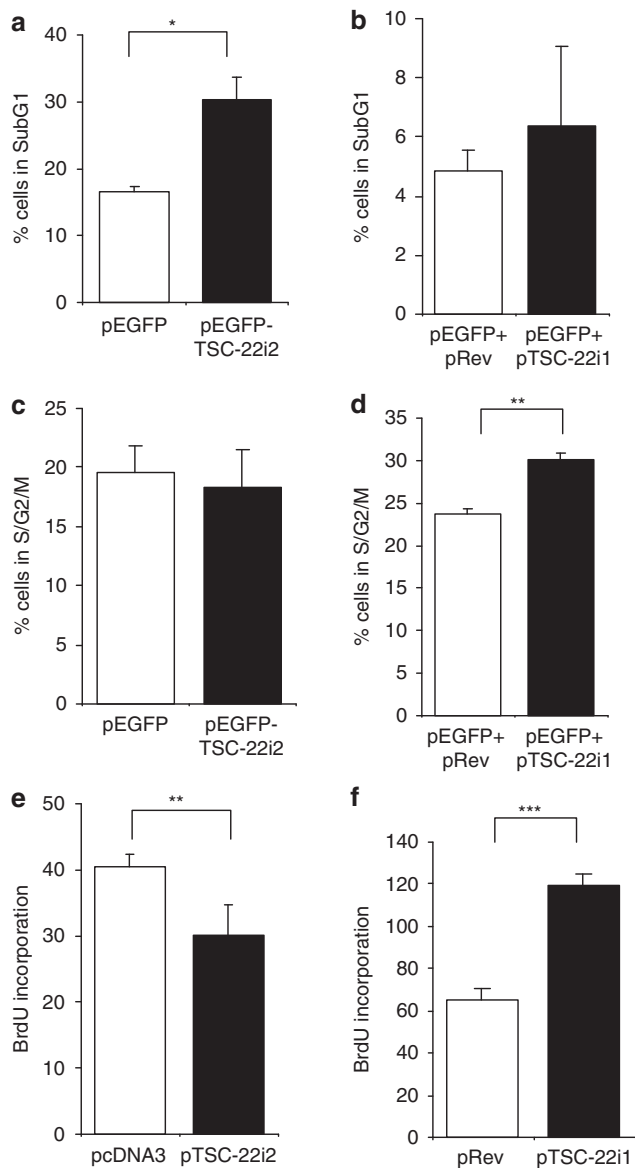 a
*
% cells in SubG1
40
30
20
10
0
pEGFP
pEGFP-
TSC-22i2
b
% cells in SubG1
10
8
6
4
2
0
pEGFP+
pRev
pEGFP+
pTSC-22i1
c
% cells in S/G2/M
25
20
15
10
5
0
pEGFP
pEGFP-
TSC-22i2
d
**
% cells in S/G2/M
35
30
25
20
15
10
5
0
pEGFP+
pRev
pEGFP+
pTSC-22i1
e
**
BrdU incorporation
50
40
30
20
10
0
pcDNA3
pTSC-22i2
f
***
BrdU incorporation
140
120
100
80
60
40
20
0
pRev
pTSC-22i1